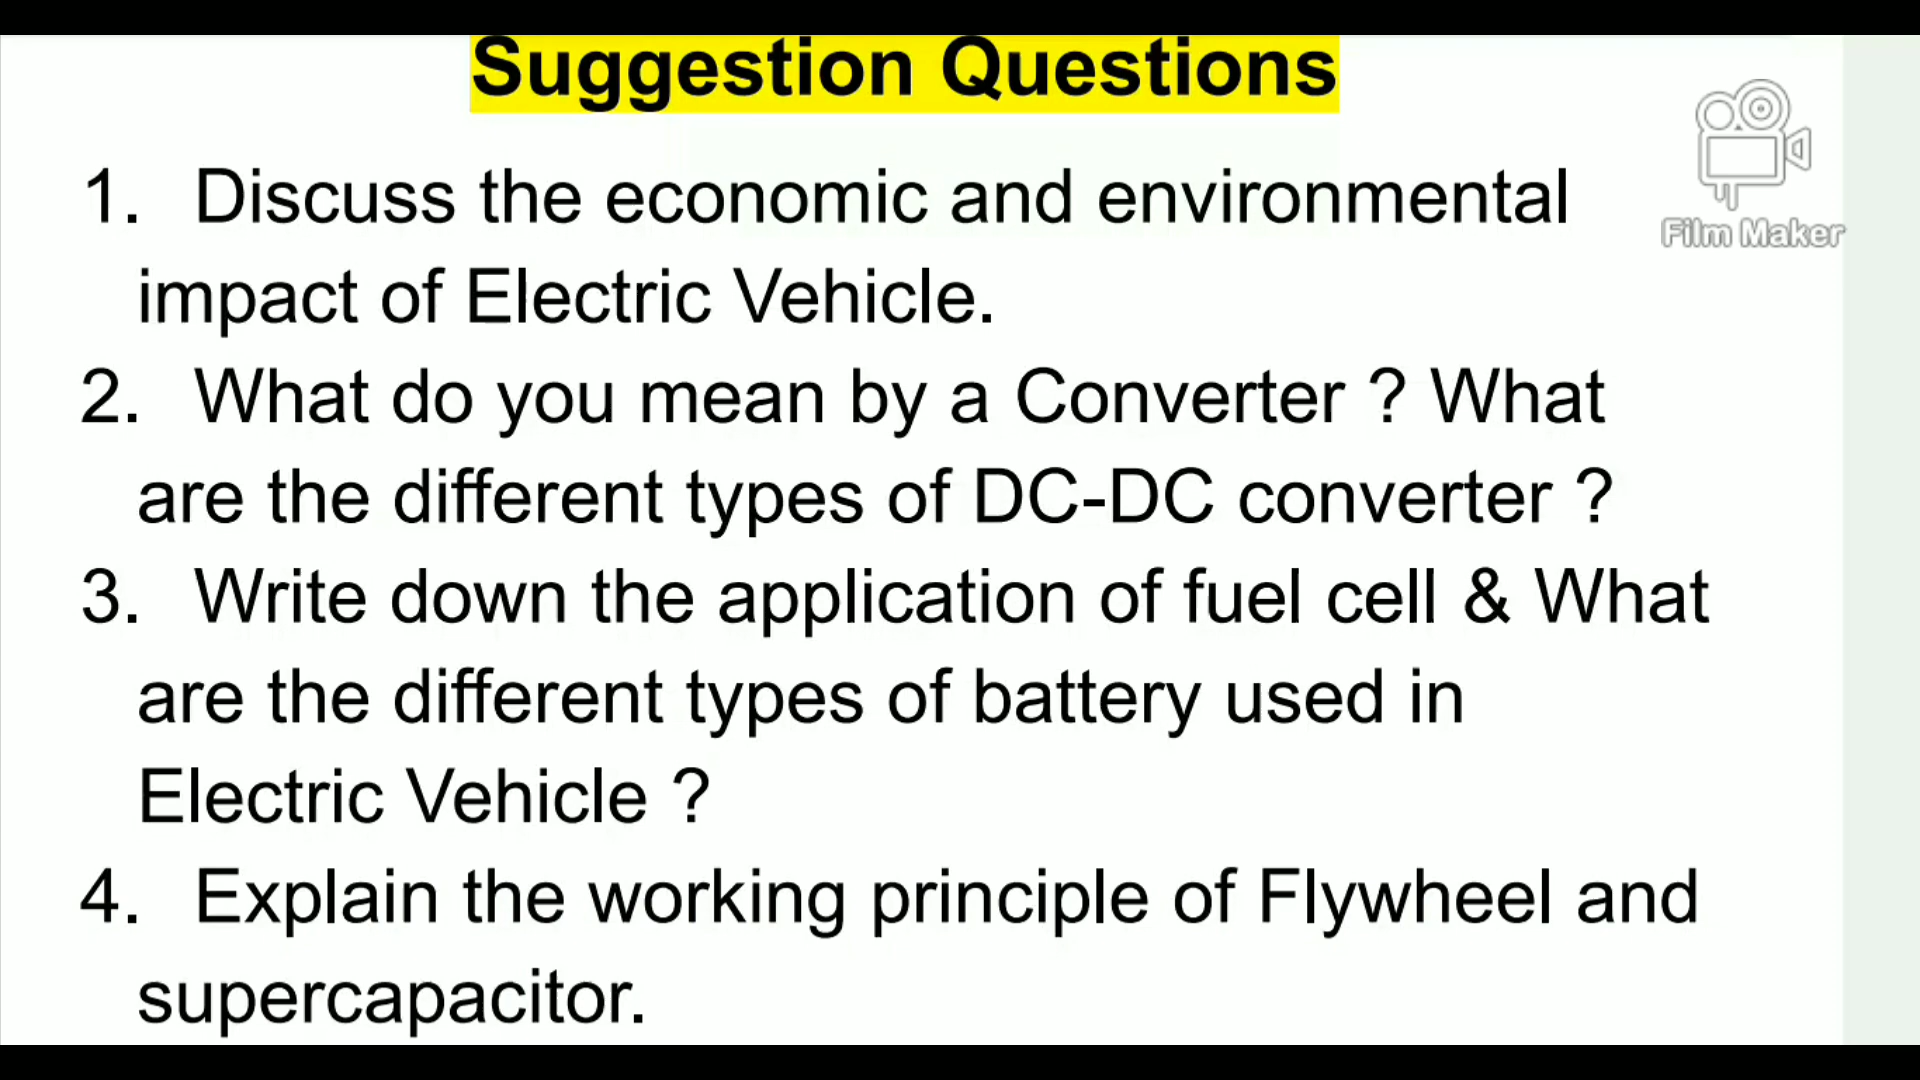 Suggestion Questions
1. Discuss the economic and environmental
impact of Electric Vehicle.
2. What do you mean by a Converter ? What
are the different types of DC-DC converter ?
3. Write down the application of fuel cell & What
are the different types of battery used in
Electric Vehicle ?
4. Explain the working principle of Flywheel and
supercapacitor.
Film Maker